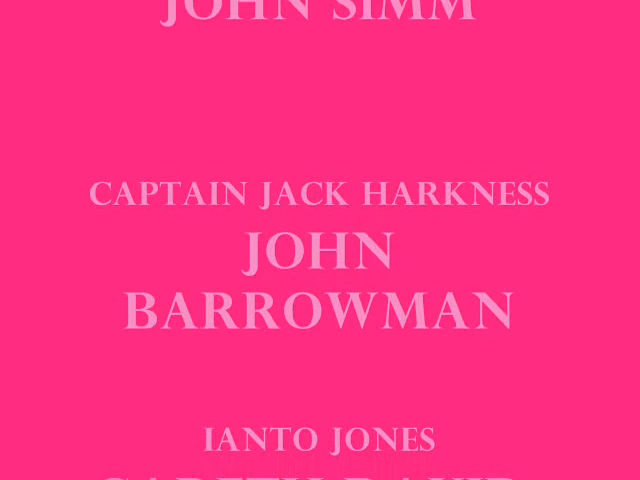 JOHN SIMM
CAPTAIN JACK HARKNESS
JOHN
BARROWMAN
IANTO JONES